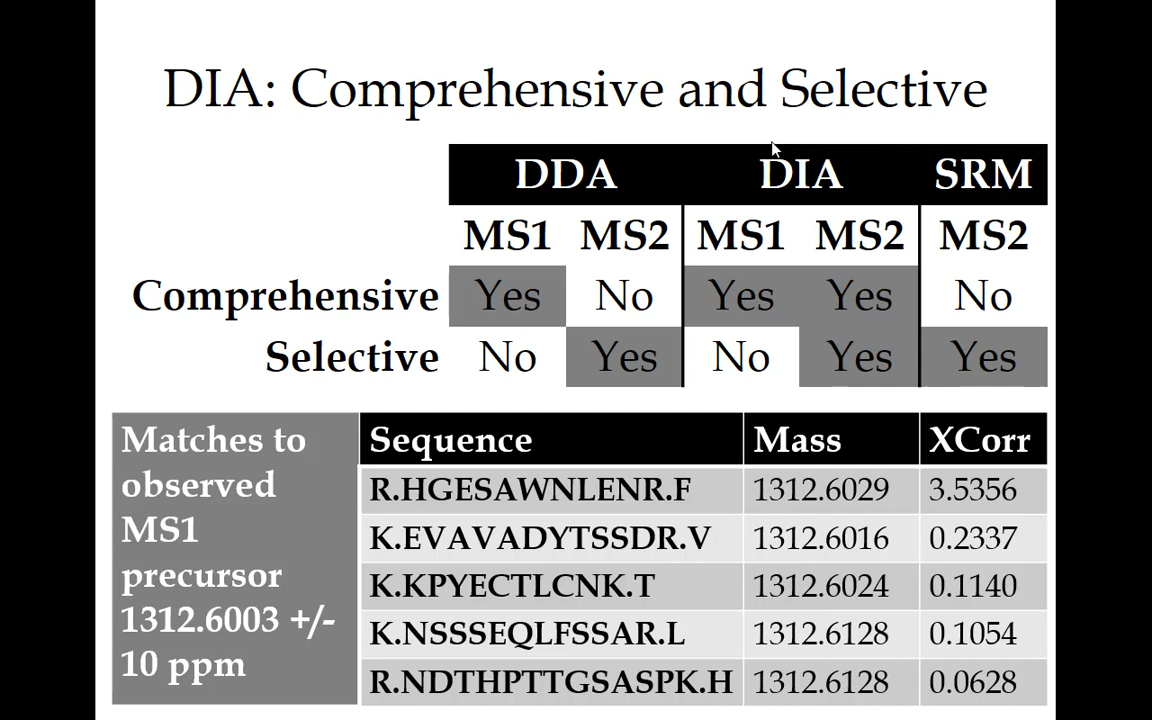 DIA: Comprehensive and Selective
DDA DIA SRM
MS1 MS2 MS1 MS2 MS2
Comprehensive Yes No Yes Yes No
Selective No Yes No Yes Yes
Matches to
observed
MS1
precursor
1312.6003 +/-
10 ppm
Sequence Mass XCorr
R.HGESAWNLENR.F 1312.6029 3.5356
K.EVAVADYTSSDR.V 1312.6016 0.2337
K.KPYECTLCNK.T 1312.6024 0.1140
K.NSSSEQLFSSAR.L 1312.6128 0.1054
R.NDTHPTTGSASPK.H 1312.6128 0.0628